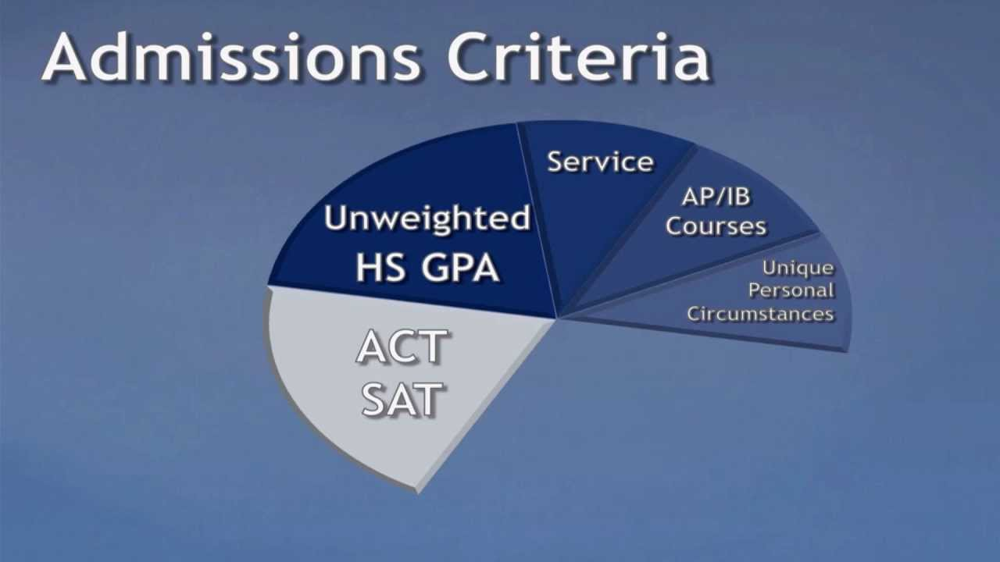 Admissions Criteria
Service
AP/IB
Courses
Unweighted
HS GPA
Unique
Personal
Circumstances
ACT
SAT